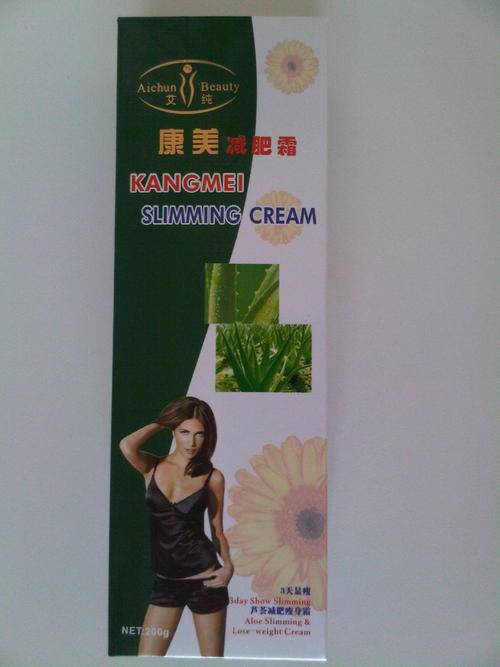 Aichun Beauty
艾 纯
康美减肥霜
KANGMEI
SLIMMING CREAM
3天显瘦
3day Show Slimming
芦荟减肥瘦身霜
Aloe Slimming &
Lose-weight Cream
NET:200g